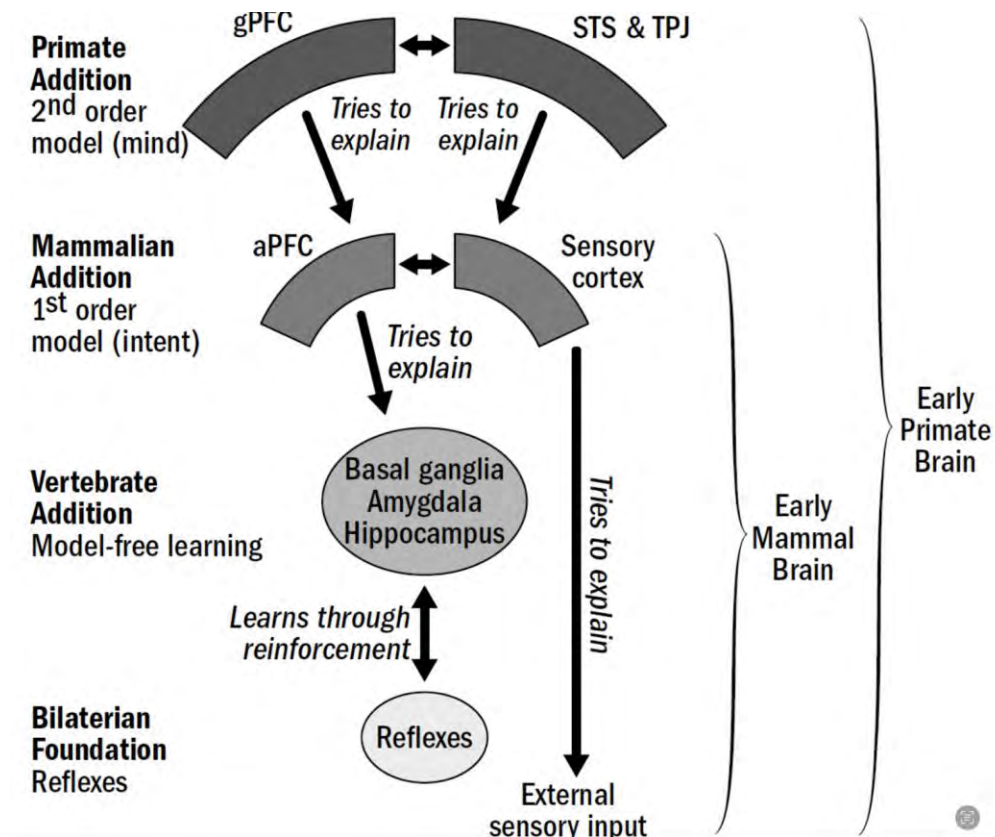 gPFC
STS & TPJ
Primate
Addition
2nd order
model (mind)
Tries to
explain
Tries to
explain
Mammalian
Addition
1st order
model (intent)
aPFC
Sensory
cortex
Tries to
explain
Vertebrate
Addition
Model-free learning
Basal ganglia
Amygdala
Hippocampus
Tries to explain
Learns through
reinforcement
Bilaterian
Foundation
Reflexes
Reflexes
External
sensory input
Early
Mammal
Brain
Early
Primate
Brain